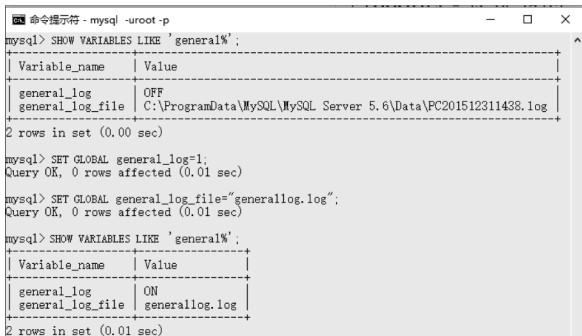 命令提示符 - mysql -uroot -p
mysql> SHOW VARIABLES LIKE 'general%';
+------------------+------------------------------------------------------------+
| Variable_name | Value |
+------------------+------------------------------------------------------------+
| general_log | OFF |
| general_log_file | C:\ProgramData\MySQL\MySQL Server 5.6\Data\PC201512311438.log |
+------------------+------------------------------------------------------------+
2 rows in set (0.00 sec)
mysql> SET GLOBAL general_log=1;
Query OK, 0 rows affected (0.01 sec)
mysql> SET GLOBAL general_log_file="generallog.log";
Query OK, 0 rows affected (0.01 sec)
mysql> SHOW VARIABLES LIKE 'general%';
+------------------+----------------+
| Variable_name | Value |
+------------------+----------------+
| general_log | ON |
| general_log_file | generallog.log |
+------------------+----------------+
2 rows in set (0.01 sec)